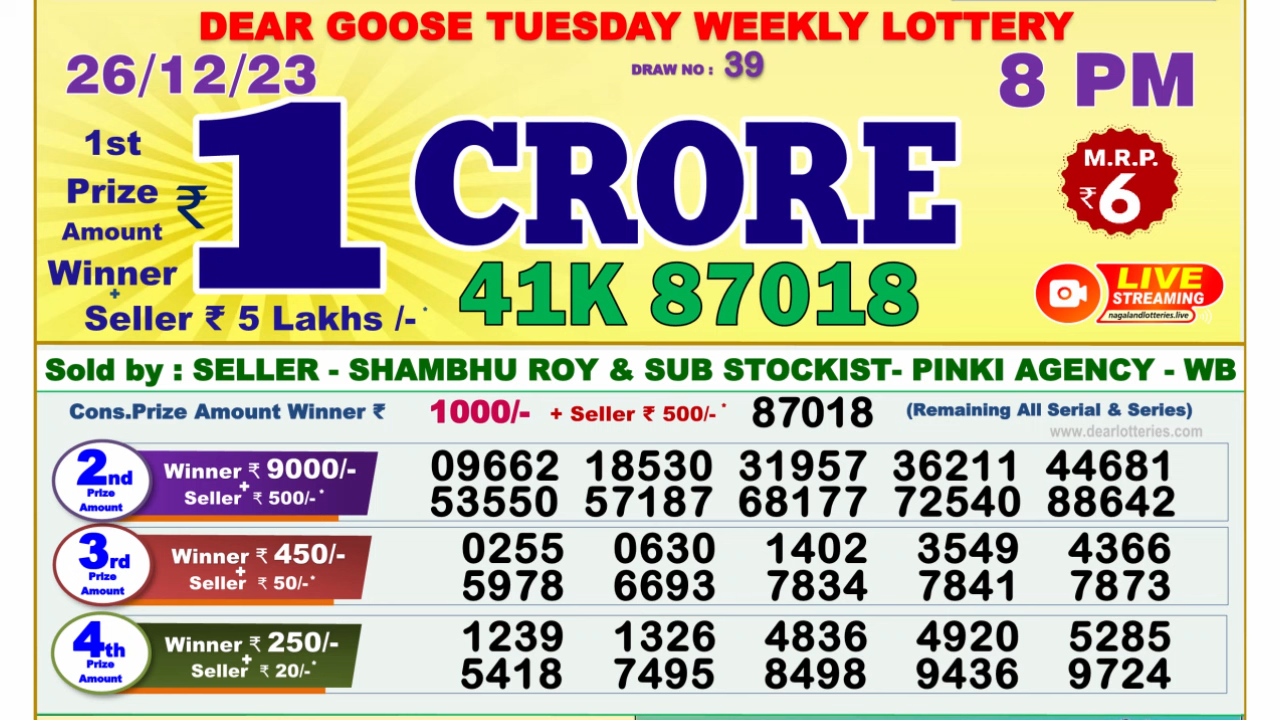 DEAR GOOSE TUESDAY WEEKLY LOTTERY
26/12/23
DRAW NO : 39
8 PM
1st
Prize
Amount
Winner
+
Seller ₹ 5 Lakhs /-*
₹ 1 CRORE
41K 87018
M.R.P.
₹6
LIVE
STREAMING
nagalandlotteries.live
Sold by : SELLER - SHAMBHU ROY & SUB STOCKIST- PINKI AGENCY - WB
Cons.Prize Amount Winner ₹ 1000/- + Seller ₹ 500/-* 87018 (Remaining All Serial & Series)
www.dearlotteries.com
2nd
Prize
Amount
Winner ₹ 9000/-
+
Seller ₹ 500/-*
09662 18530 31957 36211 44681
53550 57187 68177 72540 88642
3rd
Prize
Amount
Winner ₹ 450/-
+
Seller ₹ 50/-*
0255 0630 1402 3549 4366
5978 6693 7834 7841 7873
4th
Prize
Amount
Winner ₹ 250/-
+
Seller ₹ 20/-*
1239 1326 4836 4920 5285
5418 7495 8498 9436 9724